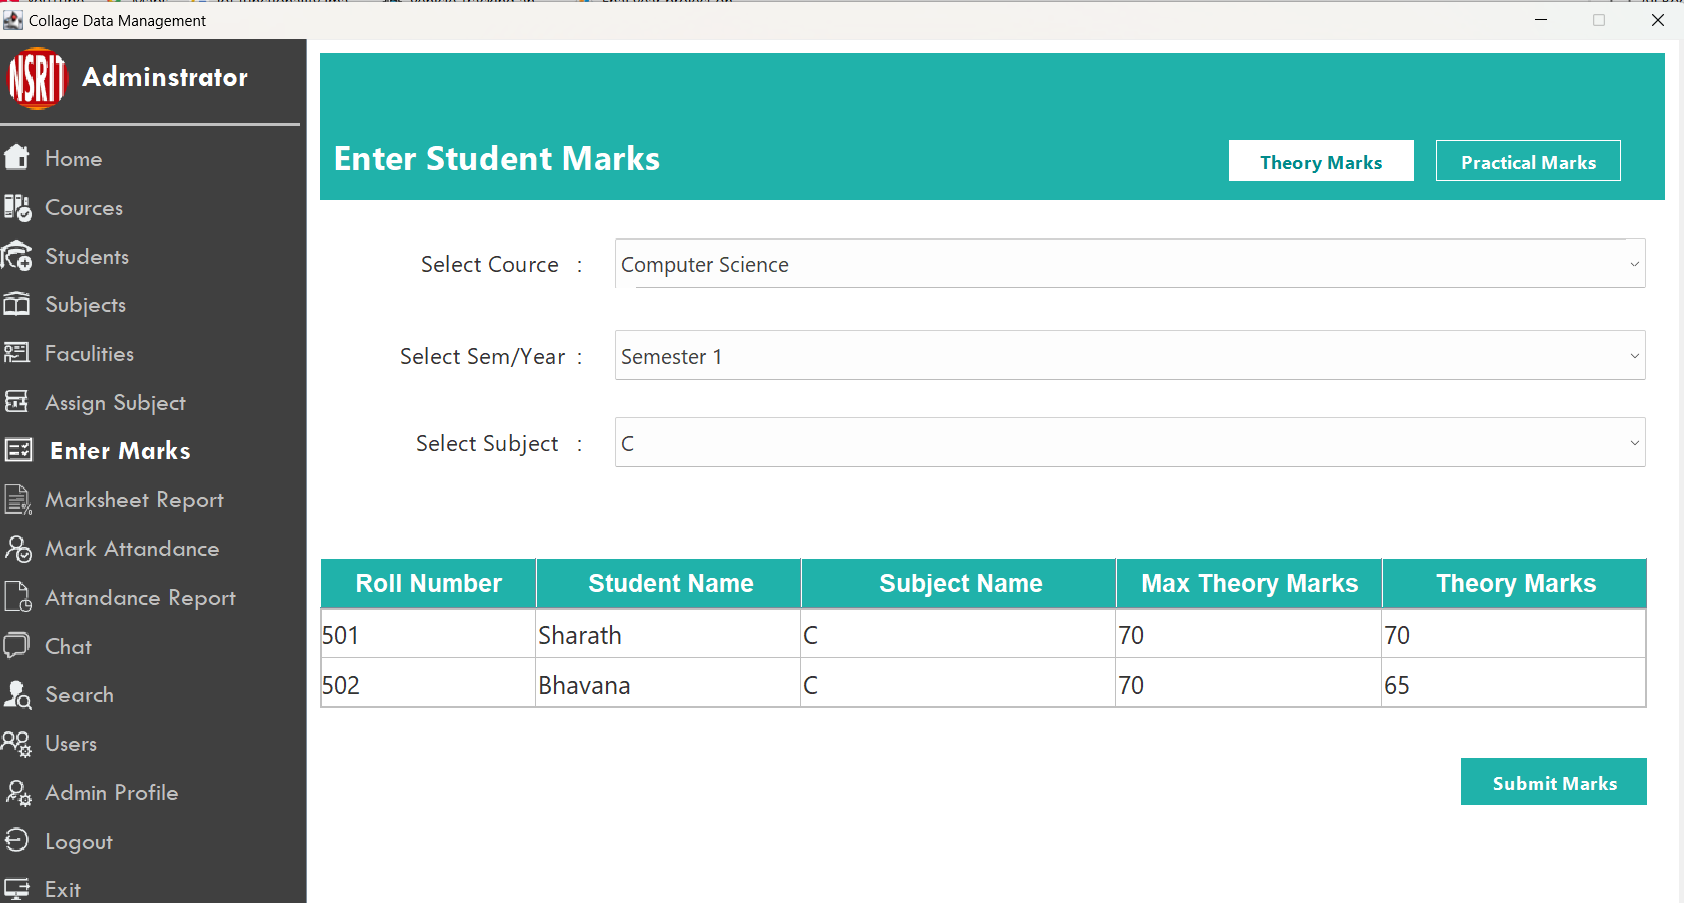 Collage Data Management
NSRIT
Adminstrator
Home
Cources
Students
Subjects
Faculities
Assign Subject
Enter Marks
Marksheet Report
Mark Attandance
Attandance Report
Chat
Search
Users
Admin Profile
Logout
Exit
Enter Student Marks
Theory Marks
Practical Marks
Select Cource :
Computer Science
Select Sem/Year :
Semester 1
Select Subject :
C
Roll Number Student Name Subject Name Max Theory Marks Theory Marks
501 Sharath C 70 70
502 Bhavana C 70 65
Submit Marks